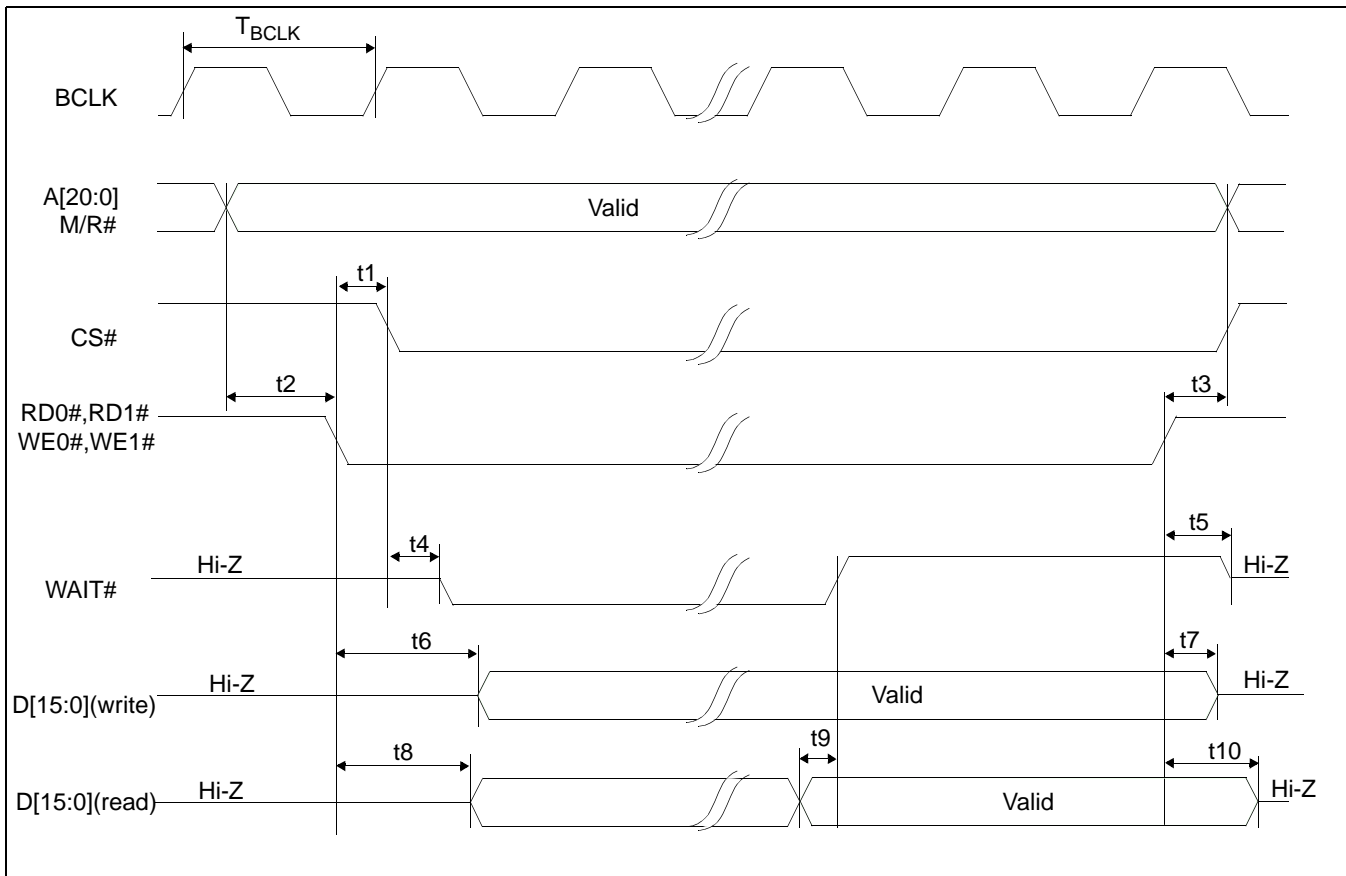 TBCLK
BCLK
A[20:0]
M/R#
Valid
t1
CS#
t2
t3
RD0#,RD1#
WE0#,WE1#
t4
t5
Hi-Z
Hi-Z
WAIT#
t6
t7
Hi-Z
Hi-Z
Valid
D[15:0](write)
t8
t9
t10
Hi-Z
Hi-Z
D[15:0](read)
Valid